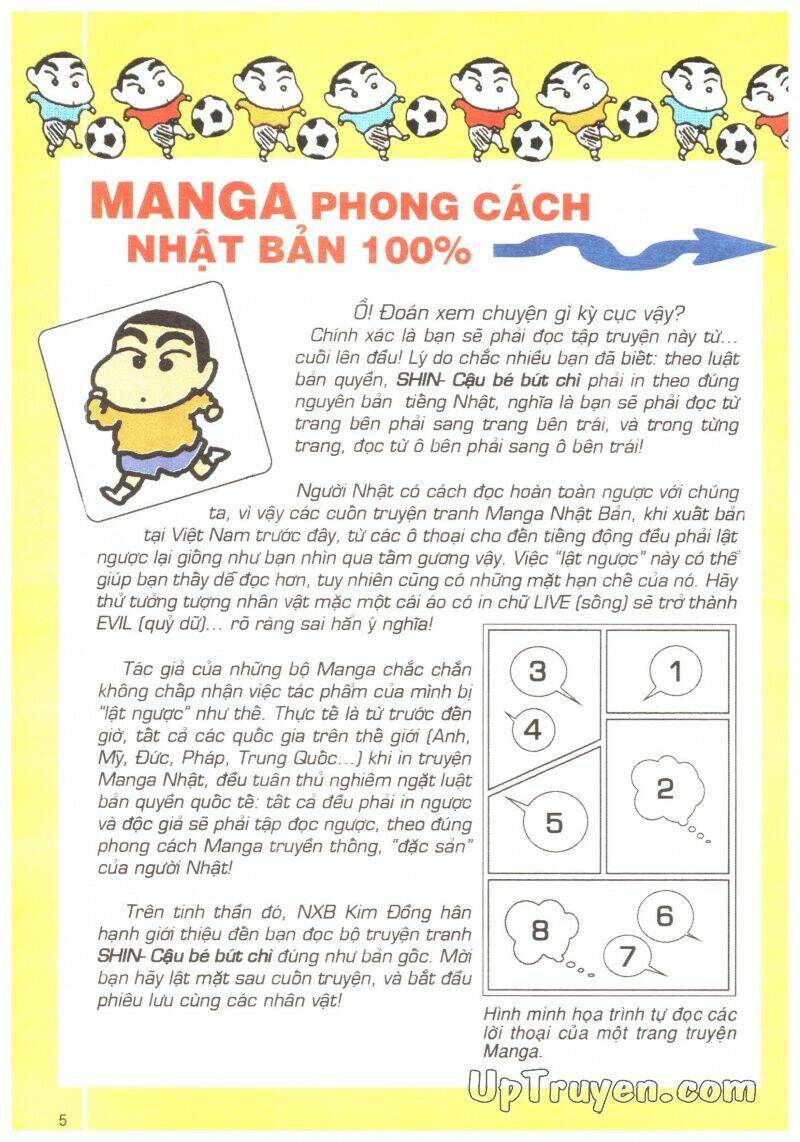 MANGA PHONG CÁCH
NHẬT BẢN 100%
Ồ! Đoán xem chuyện gì kỳ cục vậy?
Chính xác là bạn sẽ phải đọc tập truyện này từ...
cuối lên đầu! Lý do chắc nhiều bạn đã biết: theo luật
bản quyền, SHIN- Cậu bé bút chì phải in theo đúng
nguyên bản tiếng Nhật, nghĩa là bạn sẽ phải đọc từ
trang bên phải sang trang bên trái, và trong từng
trang, đọc từ ô bên phải sang ô bên trái!
Người Nhật có cách đọc hoàn toàn ngược với chúng
ta, vì vậy các cuốn truyện tranh Manga Nhật Bản, khi xuất bản
tại Việt Nam trước đây, từ các ô thoại cho đến tiếng động đều phải lật
ngược lại giống như bạn nhìn qua tấm gương vậy. Việc "lật ngược" này có thể
giúp bạn thấy dễ đọc hơn, tuy nhiên cũng có những mặt hạn chế của nó. Hãy
thử tưởng tượng nhân vật mặc một cái áo có in chữ LIVE (sống) sẽ trở thành
EVIL (quỷ dữ)... rõ ràng sai hẳn ý nghĩa!
Tác giả của những bộ Manga chắc chắn
không chấp nhận việc tác phẩm của mình bị
"lật ngược" như thế. Thực tế là từ trước đến
giờ, tất cả các quốc gia trên thế giới (Anh,
Mỹ, Đức, Pháp, Trung Quốc...) khi in truyện
Manga Nhật, đều tuân thủ nghiêm ngặt luật
bản quyền quốc tế: tất cả đều phải in ngược
và độc giả sẽ phải tập đọc ngược, theo đúng
phong cách Manga truyền thống, "đặc sản"
của người Nhật!
Trên tinh thần đó, NXB Kim Đồng hân
hạnh giới thiệu đến bạn đọc bộ truyện tranh
SHIN- Cậu bé bút chì đúng như bản gốc. Mời
bạn hãy lật mặt sau cuốn truyện, và bắt đầu
phiêu lưu cùng các nhân vật!
1
2
3
4
5
6
7
8
Hình minh họa trình tự đọc các
lời thoại của một trang truyện
Manga.
UpTruyen.com
5